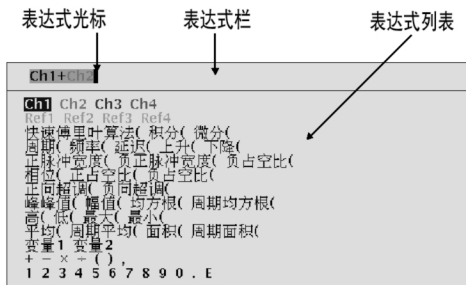 表达式光标 表达式栏 表达式列表
Ch1+Ch2
Ch1 Ch2 Ch3 Ch4
Ref1 Ref2 Ref3 Ref4
快速傅里叶算法( 积分( 微分(
周期( 频率( 延迟( 上升( 下降(
正脉冲宽度( 负正脉冲宽度( 负占空比(
相位( 正占空比( 负占空比(
正向超调( 负向超调(
峰峰值( 幅值( 均方根( 周期均方根(
高( 低( 最大( 最小(
平均( 周期平均( 面积( 周期面积(
变量1 变量2
+ − × ÷ ( ) ,
1 2 3 4 5 6 7 8 9 0 . E